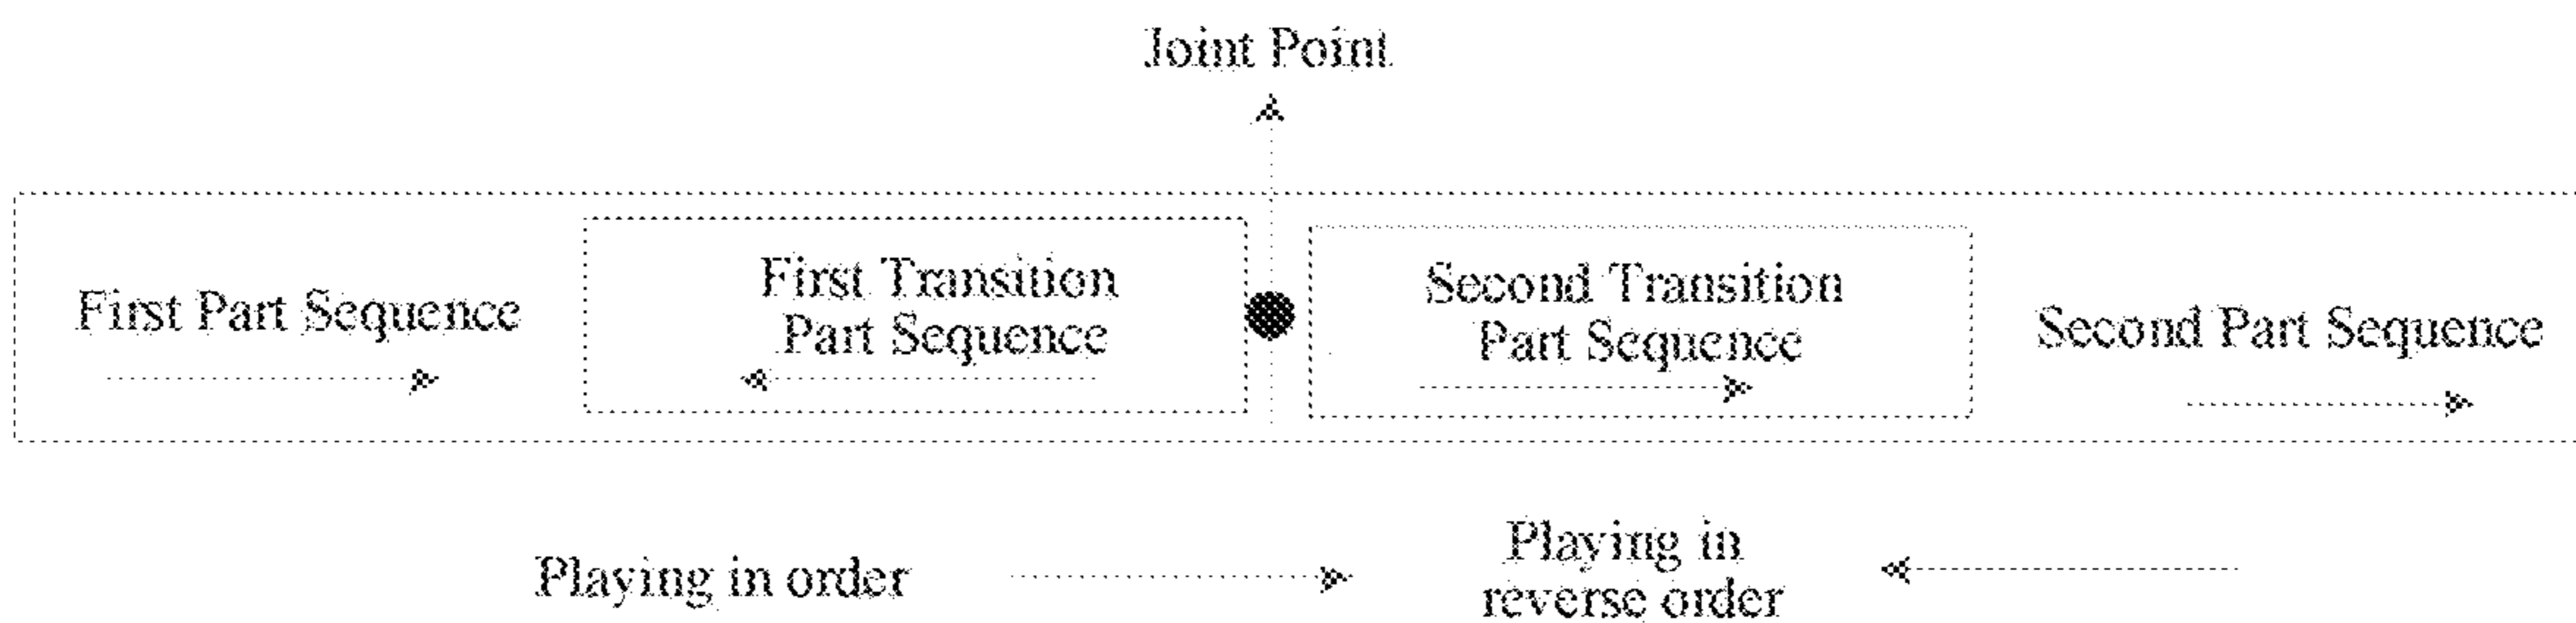 Joint Point
First Part Sequence
First Transition
Part Sequence
Second Transition
Part Sequence
Second Part Sequence
Playing in order
Playing in
reverse order